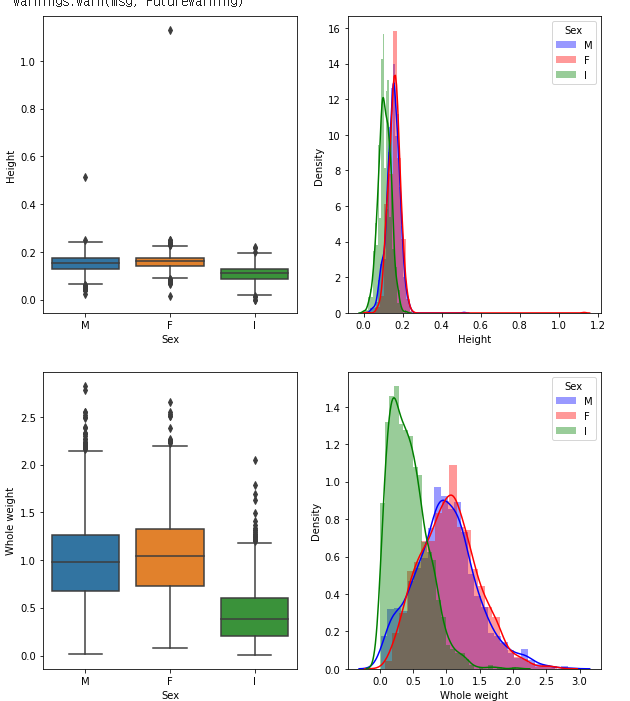 warnings.warn(msg, FutureWarning)
Height
1.0
0.8
0.6
0.4
0.2
0.0
M F I
Sex
Density
16
14
12
10
8
6
4
2
0
Sex
M
F
I
0.0 0.2 0.4 0.6 0.8 1.0 1.2
Height
Whole weight
2.5
2.0
1.5
1.0
0.5
0.0
M F I
Sex
Density
1.4
1.2
1.0
0.8
0.6
0.4
0.2
0.0
Sex
M
F
I
0.0 0.5 1.0 1.5 2.0 2.5 3.0
Whole weight